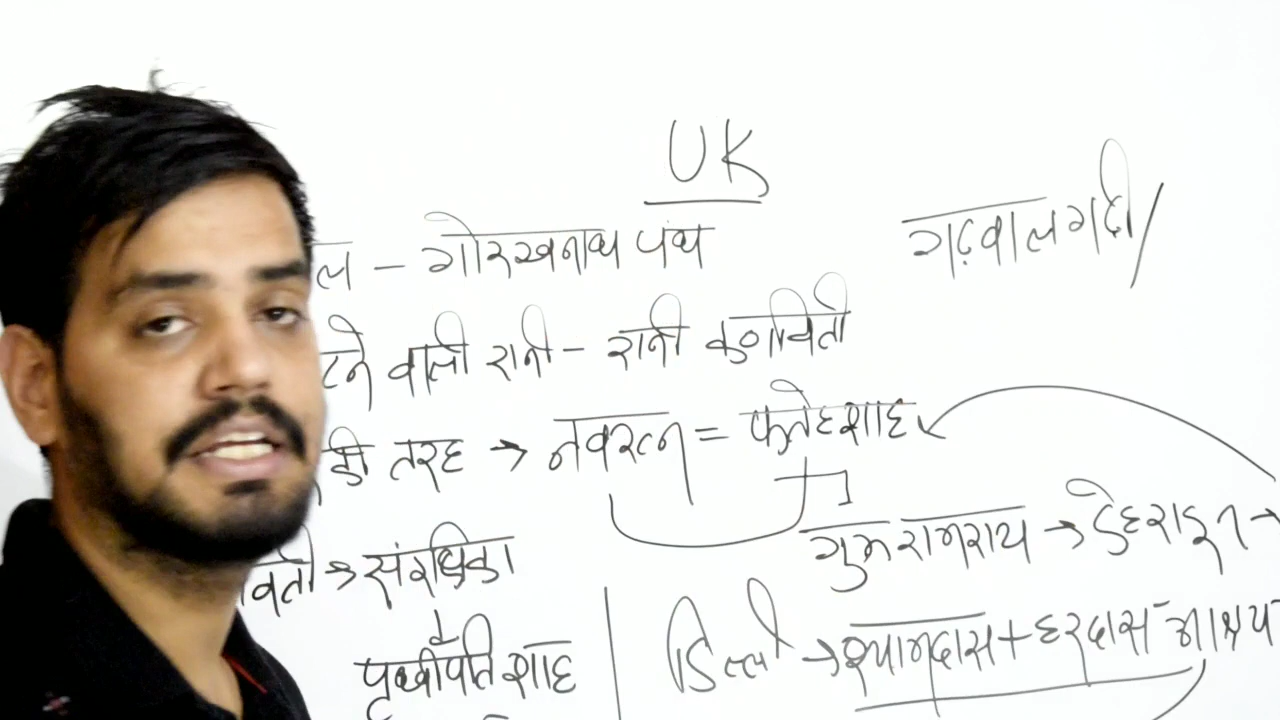 UK
ल - गोरखनाथ पंथ गढ़वाल गद्दी/
टने वाली रानी - रानी कर्णावती
की तरह → नवरत्न = फतेहशाह
गुरु रामराय → देहरादून →
वती → संरक्षिका
पृथ्वीपति शाह
दिल्ली → श्यामदास + हरदास - आश्रय